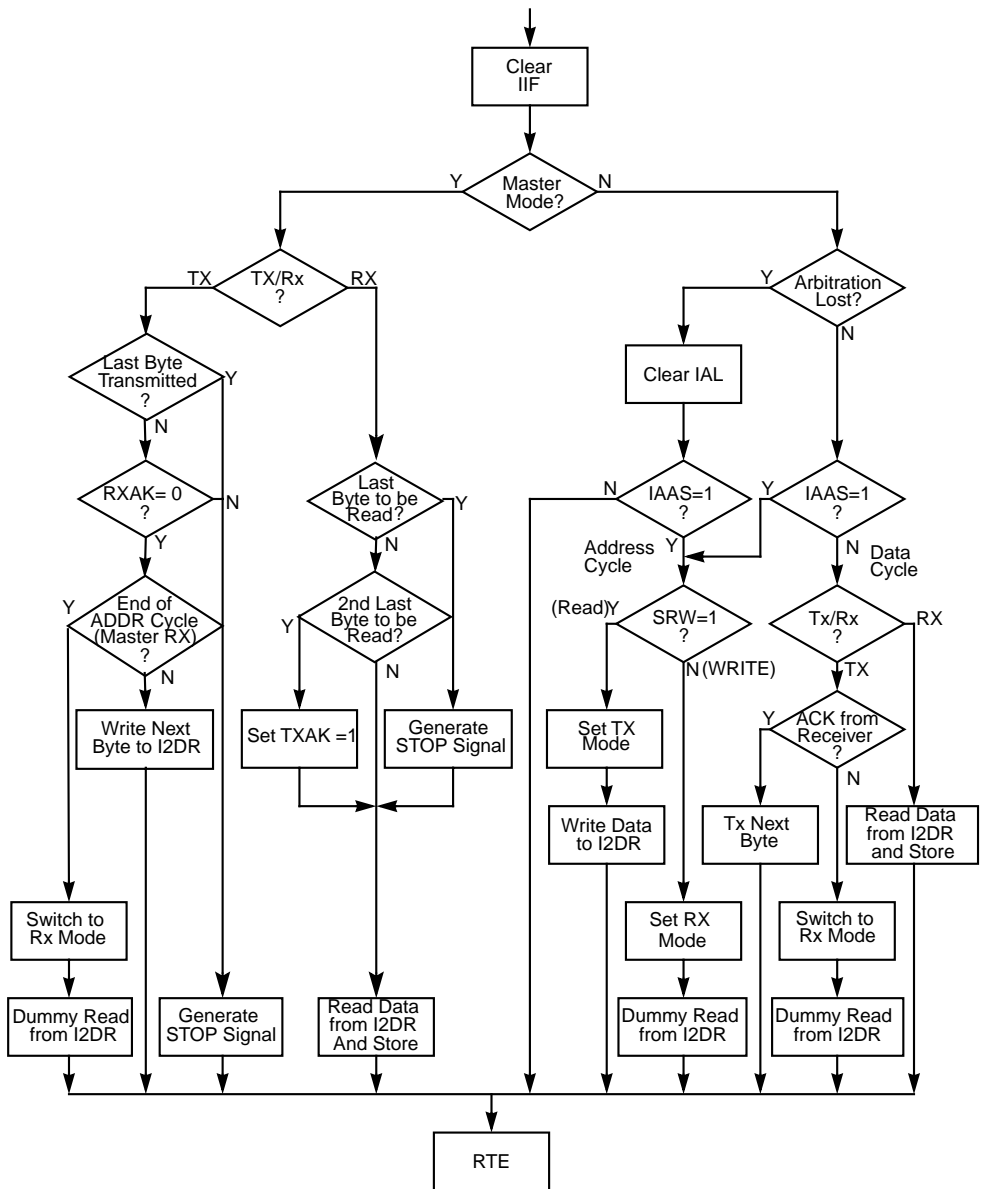 Clear
IIF
Y
Master
Mode?
N
TX
TX/Rx
?
RX
Y
Arbitration
Lost?
N
Last Byte
Transmitted
?
Y
N
Clear IAL
RXAK= 0
?
N
Y
Last
Byte to be
Read?
Y
N
N
IAAS=1
?
Y
Address
Cycle
Y
IAAS=1
?
N
Data
Cycle
Y
End of
ADDR Cycle
(Master RX)
?
N
Y
2nd Last
Byte to be
Read?
N
(Read)
Y
SRW=1
?
N
(WRITE)
Tx/Rx
?
RX
TX
Write Next
Byte to I2DR
Set TXAK =1
Generate
STOP Signal
Set TX
Mode
Y
ACK from
Receiver
?
N
Write Data
to I2DR
Tx Next
Byte
Read Data
from I2DR
and Store
Switch to
Rx Mode
Set RX
Mode
Switch to
Rx Mode
Dummy Read
from I2DR
Generate
STOP Signal
Read Data
from I2DR
And Store
Dummy Read
from I2DR
Dummy Read
from I2DR
RTE